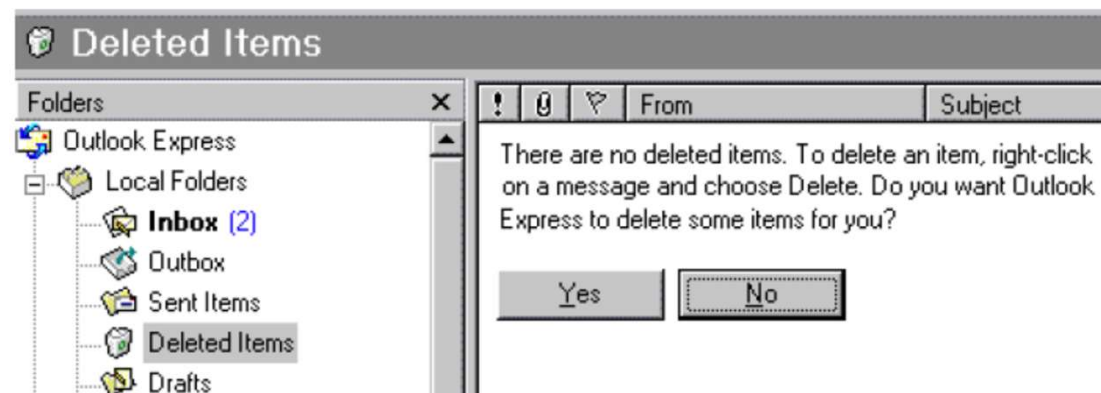 Deleted Items
Folders
Outlook Express
Local Folders
Inbox (2)
Outbox
Sent Items
Deleted Items
Drafts
! From Subject
There are no deleted items. To delete an item, right-click
on a message and choose Delete. Do you want Outlook
Express to delete some items for you?
Yes No